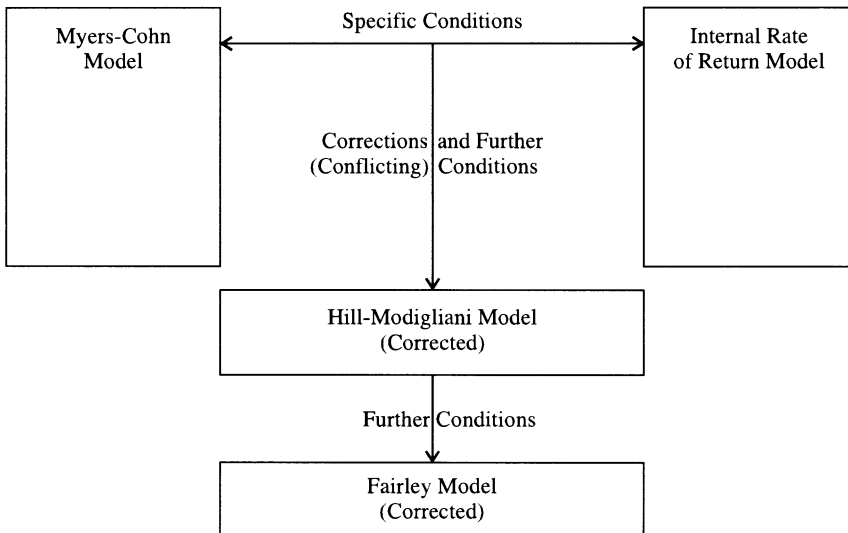 Specific Conditions
Myers-Cohn
Model
Internal Rate
of Return Model
Corrections and Further
(Conflicting) Conditions
Hill-Modigliani Model
(Corrected)
Further Conditions
Fairley Model
(Corrected)